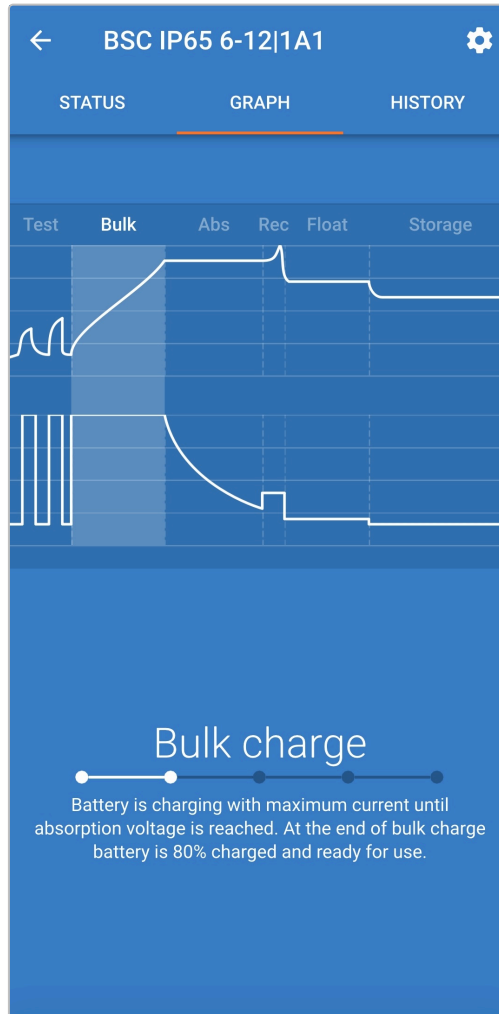 BSC IP65 6-12|1A1
STATUS GRAPH HISTORY
Test Bulk Abs Rec Float Storage
Bulk charge
Battery is charging with maximum current until
absorption voltage is reached. At the end of bulk charge
battery is 80% charged and ready for use.